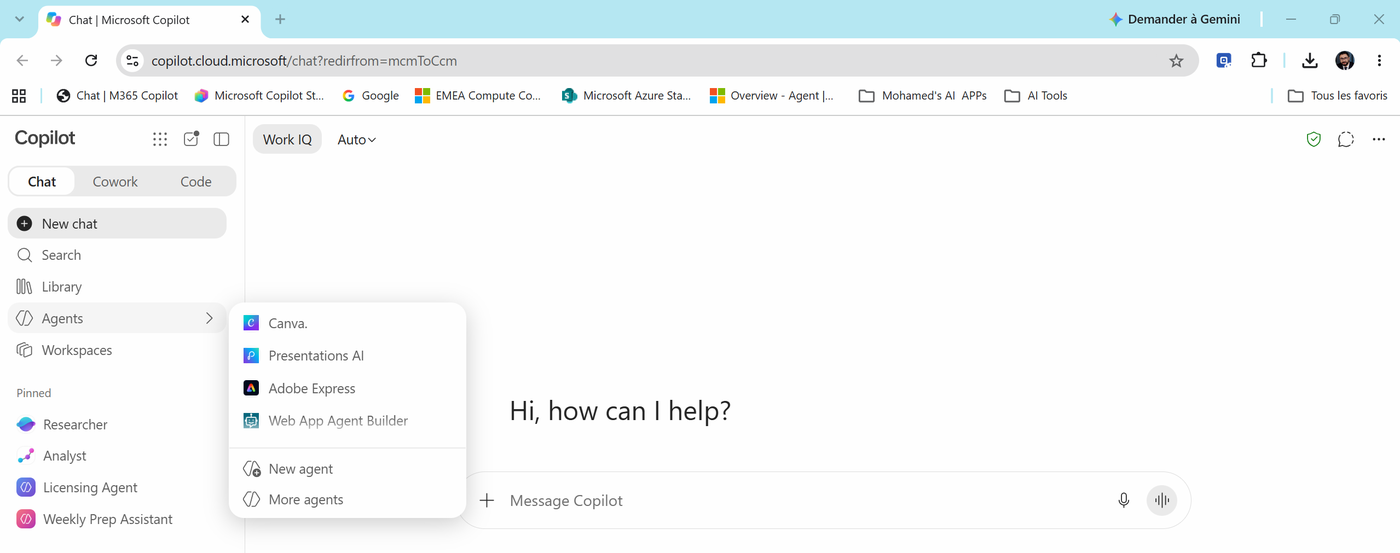 Chat | Microsoft Copilot
Demander à Gemini
copilot.cloud.microsoft/chat?redirfrom=mcmToCcm
Chat | M365 Copilot
Microsoft Copilot St...
Google
EMEA Compute Co...
Microsoft Azure Sta...
Overview - Agent |...
Mohamed's AI APPs
AI Tools
Tous les favoris
Copilot
Work IQ
Auto
Chat
Cowork
Code
New chat
Search
Library
Agents
Workspaces
Pinned
Researcher
Analyst
Licensing Agent
Weekly Prep Assistant
Canva.
Presentations AI
Adobe Express
Web App Agent Builder
New agent
More agents
Hi, how can I help?
Message Copilot